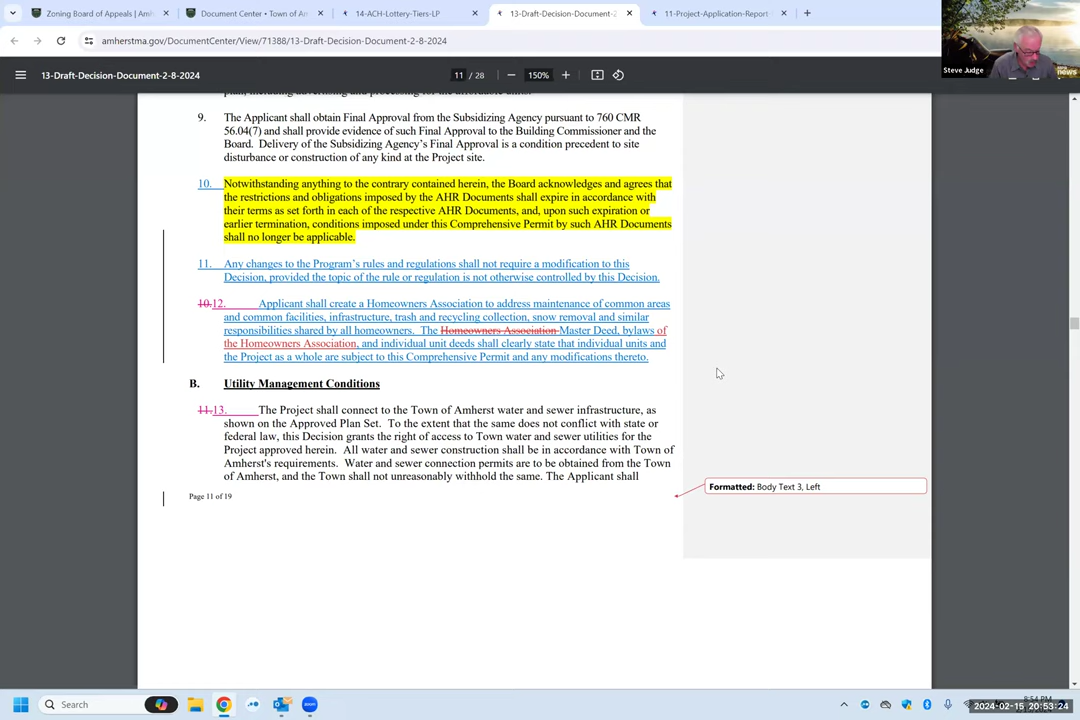 Zoning Board of Appeals | Amh
Document Center • Town of Am
14-ACH-Lottery-Tiers-LP
13-Draft-Decision-Document-2-
11-Project-Application-Report
amherstma.gov/DocumentCenter/View/71388/13-Draft-Decision-Document-2-8-2024
Steve Judge
news
13-Draft-Decision-Document-2-8-2024
11 / 28
150%
plan, including advertising and processing for the affordable units.
9. The Applicant shall obtain Final Approval from the Subsidizing Agency pursuant to 760 CMR
56.04(7) and shall provide evidence of such Final Approval to the Building Commissioner and the
Board. Delivery of the Subsidizing Agency's Final Approval is a condition precedent to site
disturbance or construction of any kind at the Project site.
10. Notwithstanding anything to the contrary contained herein, the Board acknowledges and agrees that
the restrictions and obligations imposed by the AHR Documents shall expire in accordance with
their terms as set forth in each of the respective AHR Documents, and, upon such expiration or
earlier termination, conditions imposed under this Comprehensive Permit by such AHR Documents
shall no longer be applicable.
11. Any changes to the Program's rules and regulations shall not require a modification to this
Decision, provided the topic of the rule or regulation is not otherwise controlled by this Decision.
10.12. Applicant shall create a Homeowners Association to address maintenance of common areas
and common facilities, infrastructure, trash and recycling collection, snow removal and similar
responsibilities shared by all homeowners. The Homeowners Association Master Deed, bylaws of
the Homeowners Association, and individual unit deeds shall clearly state that individual units and
the Project as a whole are subject to this Comprehensive Permit and any modifications thereto.
B. Utility Management Conditions
11.13. The Project shall connect to the Town of Amherst water and sewer infrastructure, as
shown on the Approved Plan Set. To the extent that the same does not conflict with state or
federal law, this Decision grants the right of access to Town water and sewer utilities for the
Project approved herein. All water and sewer construction shall be in accordance with Town of
Amherst's requirements. Water and sewer connection permits are to be obtained from the Town
of Amherst, and the Town shall not unreasonably withhold the same. The Applicant shall
Formatted: Body Text 3, Left
Page 11 of 19
Search
zoom
8:54 PM
2024-02-15 20:53:24